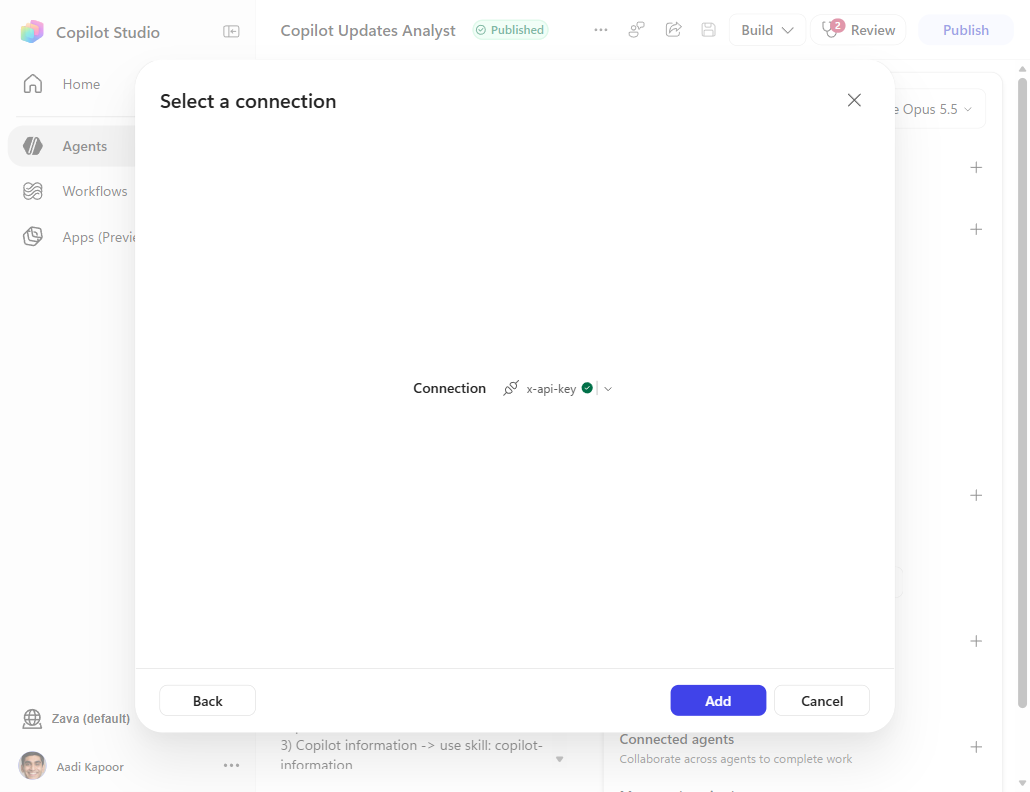 Copilot Studio
Copilot Updates Analyst
Published
Build
2
Review
Publish
Home
Select a connection
Opus 5.5
Agents
Workflows
Apps
Connection
x-api-key
Back
Add
Cancel
Zava (default)
3) Copilot information -> use skill: copilot-
information
Connected agents
Collaborate across agents to complete work
Aadi Kapoor